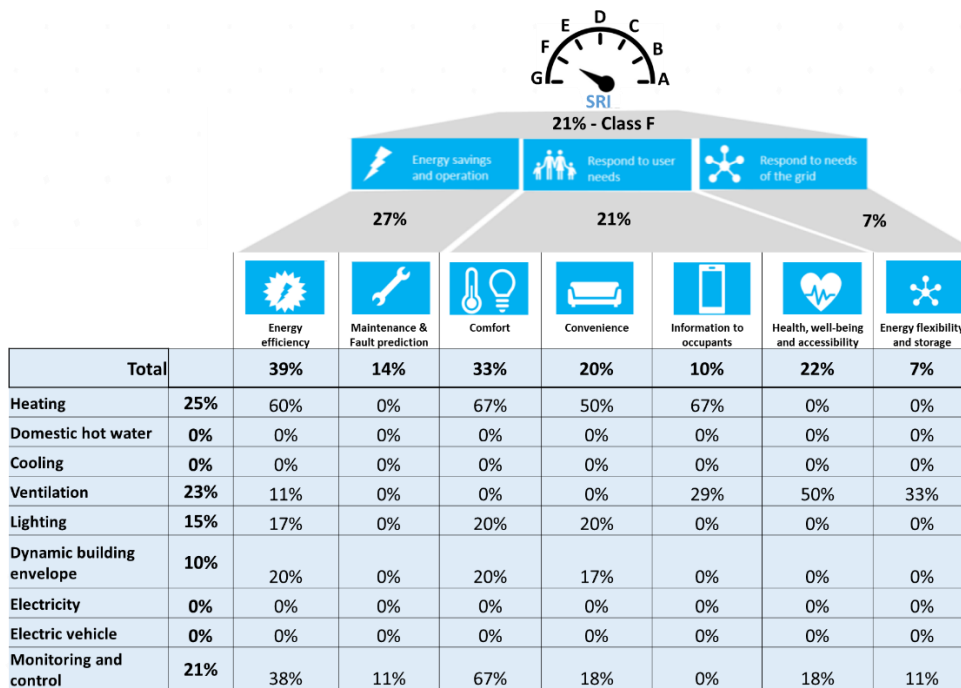 D
E C
F B
G A
SRI
21% - Class F
Energy savings and operation
Respond to user needs
Respond to needs of the grid
27% 21% 7%
Energy efficiency
Maintenance & Fault prediction
Comfort
Convenience
Information to occupants
Health, well-being and accessibility
Energy flexibility and storage
Total 39% 14% 33% 20% 10% 22% 7%
Heating 25% 60% 0% 67% 50% 67% 0% 0%
Domestic hot water 0% 0% 0% 0% 0% 0% 0% 0%
Cooling 0% 0% 0% 0% 0% 0% 0% 0%
Ventilation 23% 11% 0% 0% 0% 29% 50% 33%
Lighting 15% 17% 0% 20% 20% 0% 0% 0%
Dynamic building envelope 10% 20% 0% 20% 17% 0% 0% 0%
Electricity 0% 0% 0% 0% 0% 0% 0% 0%
Electric vehicle 0% 0% 0% 0% 0% 0% 0% 0%
Monitoring and control 21% 38% 11% 67% 18% 0% 18% 11%